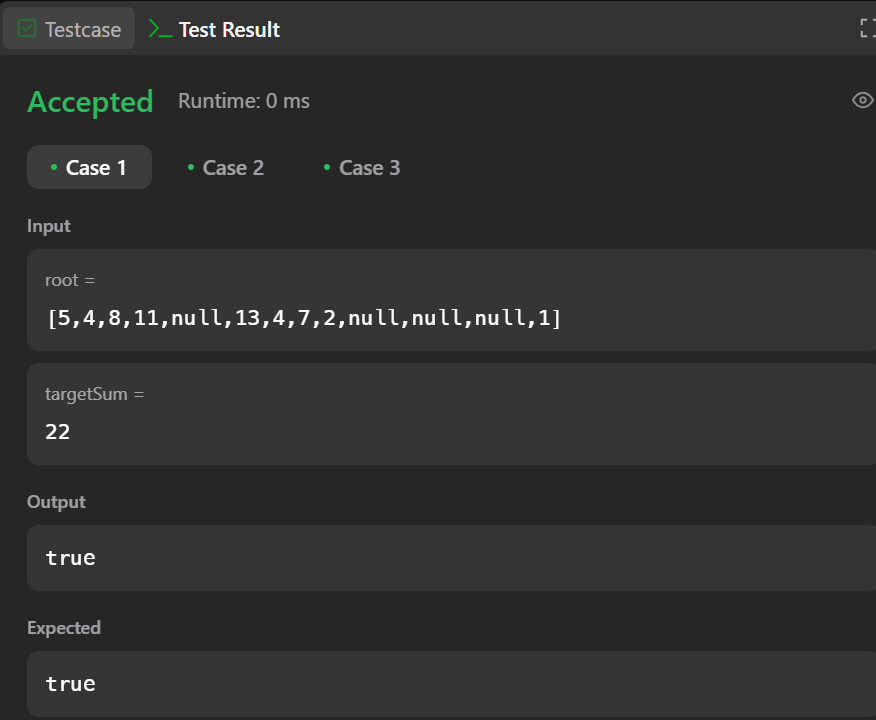 Testcase Test Result
Accepted Runtime: 0 ms
Case 1 Case 2 Case 3
Input
root =
[5,4,8,11,null,13,4,7,2,null,null,null,1]
targetSum =
22
Output
true
Expected
true